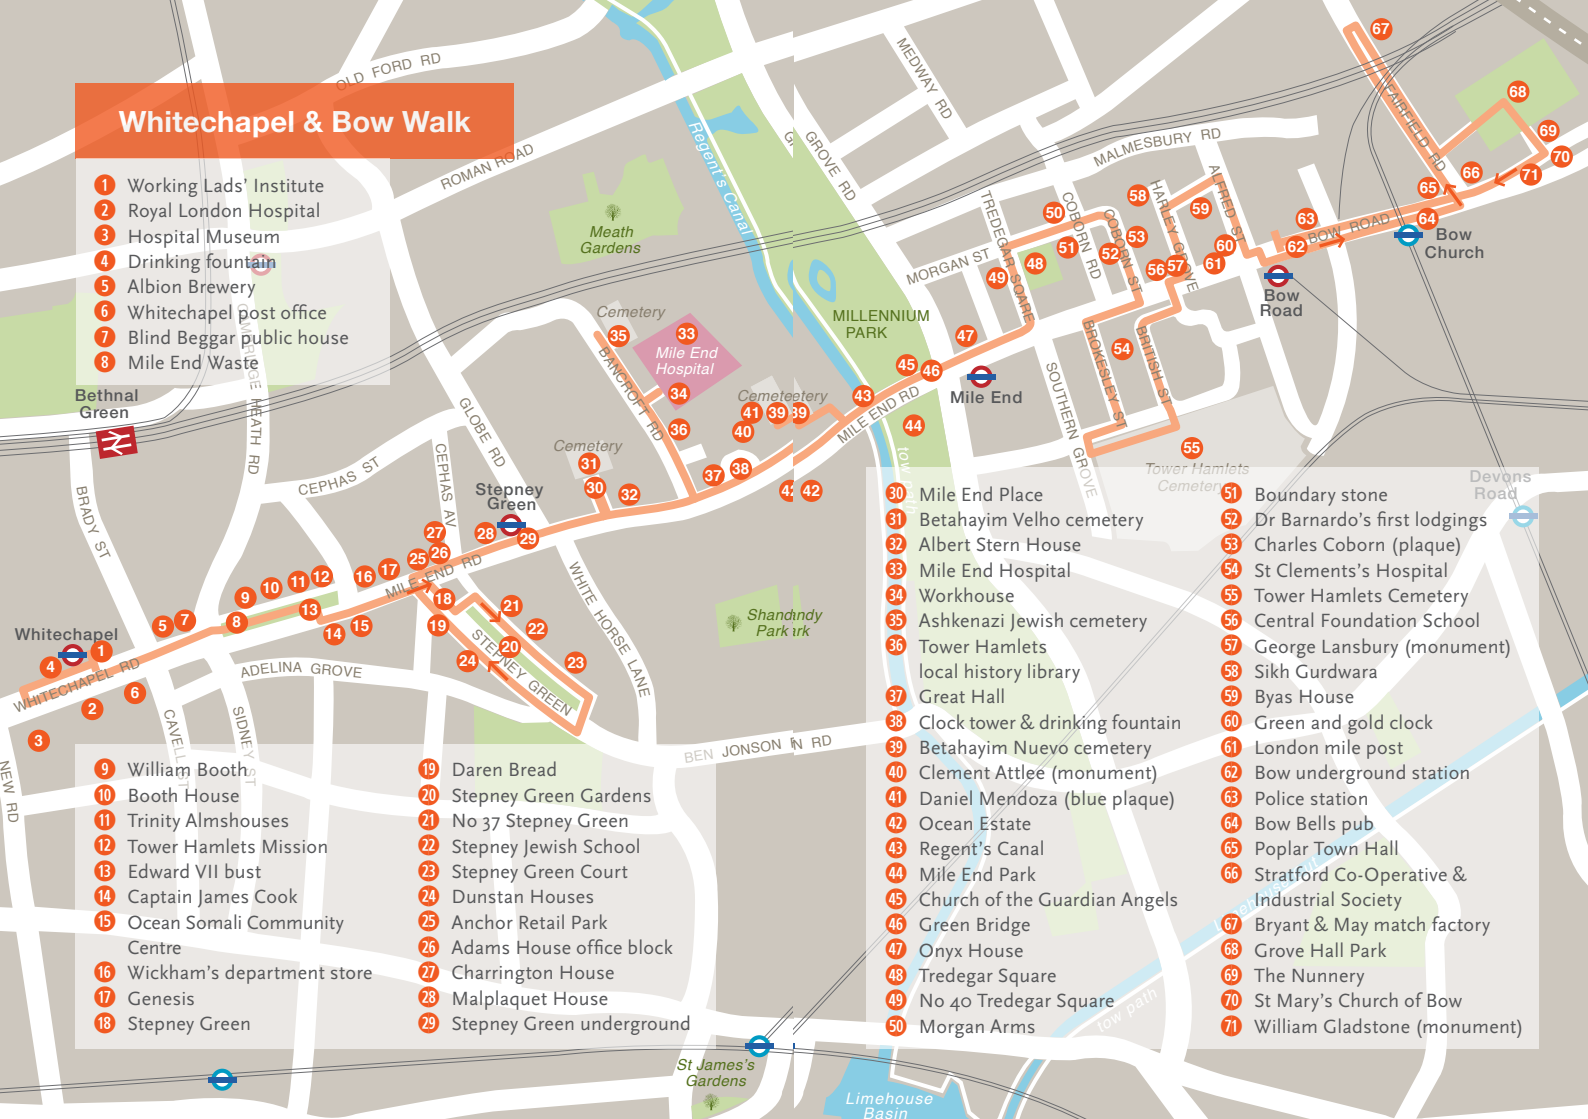 Whitechapel & Bow Walk
1 Working Lads' Institute
2 Royal London Hospital
3 Hospital Museum
4 Drinking fountain
5 Albion Brewery
6 Whitechapel post office
7 Blind Beggar public house
8 Mile End Waste
9 William Booth
10 Booth House
11 Trinity Almshouses
12 Tower Hamlets Mission
13 Edward VII bust
14 Captain James Cook
15 Ocean Somali Community
Centre
16 Wickham's department store
17 Genesis
18 Stepney Green
19 Daren Bread
20 Stepney Green Gardens
21 No 37 Stepney Green
22 Stepney Jewish School
23 Stepney Green Court
24 Dunstan Houses
25 Anchor Retail Park
26 Adams House office block
27 Charrington House
28 Malplaquet House
29 Stepney Green underground
30 Mile End Place
31 Betahayim Velho cemetery
32 Albert Stern House
33 Mile End Hospital
34 Workhouse
35 Ashkenazi Jewish cemetery
36 Tower Hamlets
local history library
37 Great Hall
38 Clock tower & drinking fountain
39 Betahayim Nuevo cemetery
40 Clement Attlee (monument)
41 Daniel Mendoza (blue plaque)
42 Ocean Estate
43 Regent's Canal
44 Mile End Park
45 Church of the Guardian Angels
46 Green Bridge
47 Onyx House
48 Tredegar Square
49 No 40 Tredegar Square
50 Morgan Arms
51 Boundary stone
52 Dr Barnardo's first lodgings
53 Charles Coborn (plaque)
54 St Clements's Hospital
55 Tower Hamlets Cemetery
56 Central Foundation School
57 George Lansbury (monument)
58 Sikh Gurdwara
59 Byas House
60 Green and gold clock
61 London mile post
62 Bow underground station
63 Police station
64 Bow Bells pub
65 Poplar Town Hall
66 Stratford Co-Operative &
Industrial Society
67 Bryant & May match factory
68 Grove Hall Park
69 The Nunnery
70 St Mary's Church of Bow
71 William Gladstone (monument)
OLD FORD RD
ROMAN ROAD
Regent's Canal
GROVE RD
MEDWAY RD
MALMESBURY RD
FAIRFIELD RD
Meath
Gardens
MILLENNIUM
PARK
MORGAN ST
TREDEGAR SQARE
COBORN RD
COBORN ST
HARLEY GROVE
ALFRED ST
BOW ROAD
Bow
Church
Bow
Road
Mile End
BROKESLEY ST
BRITISH ST
SOUTHERN GROVE
Tower Hamlets
Cemetery
Devons
Road
Cemetery
Mile End
Hospital
BANCROFT RD
Cemetery
Cemetery
MILE END RD
tow path
Bethnal
Green
CAMBRIDGE HEATH RD
BRADY ST
CEPHAS ST
CEPHAS AV
GLOBE RD
Stepney
Green
MILE END RD
WHITE HORSE LANE
STEPNEY GREEN
Shandy
Park
Whitechapel
WHITECHAPEL RD
ADELINA GROVE
CAVELL ST
SIDNEY ST
NEW RD
BEN JONSON RD
Limehouse cut
tow path
St James's
Gardens
Limehouse
Basin